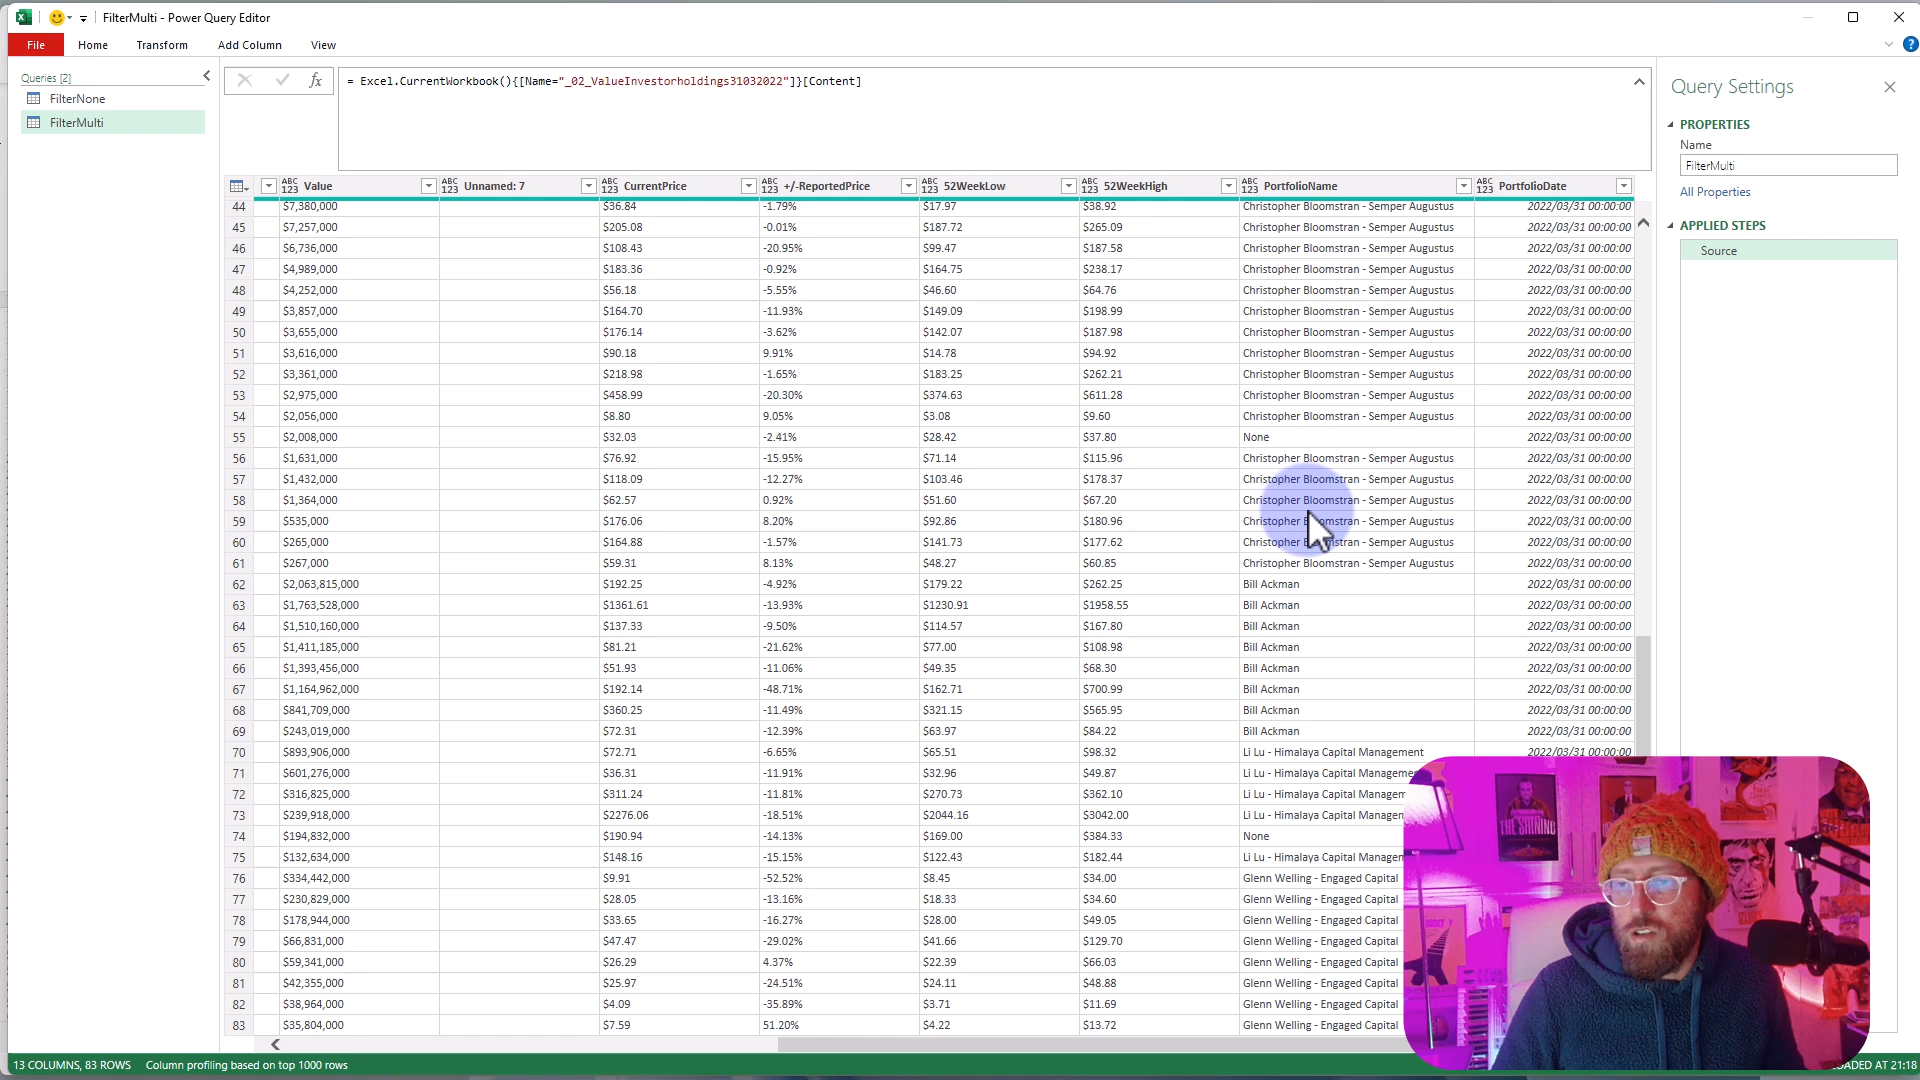 FilterMulti - Power Query Editor
File Home Transform Add Column View
Queries [2]
FilterNone
FilterMulti
fx
= Excel.CurrentWorkbook(){[Name="_02_ValueInvestorholdings31032022"]}[Content]
ABC 123 Value ABC 123 Unnamed: 7 ABC 123 CurrentPrice ABC 123 +/-ReportedPrice ABC 123 52WeekLow ABC 123 52WeekHigh ABC 123 PortfolioName ABC 123 PortfolioDate
44 $7,380,000 $36.84 -1.79% $17.97 $38.92 Christopher Bloomstran - Semper Augustus 2022/03/31 00:00:00
45 $7,257,000 $205.08 -0.01% $187.72 $265.09 Christopher Bloomstran - Semper Augustus 2022/03/31 00:00:00
46 $6,736,000 $108.43 -20.95% $99.47 $187.58 Christopher Bloomstran - Semper Augustus 2022/03/31 00:00:00
47 $4,989,000 $183.36 -0.92% $164.75 $238.17 Christopher Bloomstran - Semper Augustus 2022/03/31 00:00:00
48 $4,252,000 $56.18 -5.55% $46.60 $64.76 Christopher Bloomstran - Semper Augustus 2022/03/31 00:00:00
49 $3,857,000 $164.70 -11.93% $149.09 $198.99 Christopher Bloomstran - Semper Augustus 2022/03/31 00:00:00
50 $3,655,000 $176.14 -3.62% $142.07 $187.98 Christopher Bloomstran - Semper Augustus 2022/03/31 00:00:00
51 $3,616,000 $90.18 9.91% $14.78 $94.92 Christopher Bloomstran - Semper Augustus 2022/03/31 00:00:00
52 $3,361,000 $218.98 -1.65% $183.25 $262.21 Christopher Bloomstran - Semper Augustus 2022/03/31 00:00:00
53 $2,975,000 $458.99 -20.30% $374.63 $611.28 Christopher Bloomstran - Semper Augustus 2022/03/31 00:00:00
54 $2,056,000 $8.80 9.05% $3.08 $9.60 Christopher Bloomstran - Semper Augustus 2022/03/31 00:00:00
55 $2,008,000 $32.03 -2.41% $28.42 $37.80 None 2022/03/31 00:00:00
56 $1,631,000 $76.92 -15.95% $71.14 $115.96 Christopher Bloomstran - Semper Augustus 2022/03/31 00:00:00
57 $1,432,000 $118.09 -12.27% $103.46 $178.37 Christopher Bloomstran - Semper Augustus 2022/03/31 00:00:00
58 $1,364,000 $62.57 0.92% $51.60 $67.20 Christopher Bloomstran - Semper Augustus 2022/03/31 00:00:00
59 $535,000 $176.06 8.20% $92.86 $180.96 Christopher Bloomstran - Semper Augustus 2022/03/31 00:00:00
60 $265,000 $164.88 -1.57% $141.73 $177.62 Christopher Bloomstran - Semper Augustus 2022/03/31 00:00:00
61 $267,000 $59.31 8.13% $48.27 $60.85 Christopher Bloomstran - Semper Augustus 2022/03/31 00:00:00
62 $2,063,815,000 $192.25 -4.92% $179.22 $262.25 Bill Ackman 2022/03/31 00:00:00
63 $1,763,528,000 $1361.61 -13.93% $1230.91 $1958.55 Bill Ackman 2022/03/31 00:00:00
64 $1,510,160,000 $137.33 -9.50% $114.57 $167.80 Bill Ackman 2022/03/31 00:00:00
65 $1,411,185,000 $81.21 -21.62% $77.00 $108.98 Bill Ackman 2022/03/31 00:00:00
66 $1,393,456,000 $51.93 -11.06% $49.35 $68.30 Bill Ackman 2022/03/31 00:00:00
67 $1,164,962,000 $192.14 -48.71% $162.71 $700.99 Bill Ackman 2022/03/31 00:00:00
68 $841,709,000 $360.25 -11.49% $321.15 $565.95 Bill Ackman 2022/03/31 00:00:00
69 $243,019,000 $72.31 -12.39% $63.97 $84.22 Bill Ackman 2022/03/31 00:00:00
70 $893,906,000 $72.71 -6.65% $65.51 $98.32 Li Lu - Himalaya Capital Management 2022/03/31 00:00:00
71 $601,276,000 $36.31 -11.91% $32.96 $49.87 Li Lu - Himalaya Capital Manageme
72 $316,825,000 $311.24 -11.81% $270.73 $362.10 Li Lu - Himalaya Capital Managem
73 $239,918,000 $2276.06 -18.51% $2044.16 $3042.00 Li Lu - Himalaya Capital Managem
74 $194,832,000 $190.94 -14.13% $169.00 $384.33 None
75 $132,634,000 $148.16 -15.15% $122.43 $182.44 Li Lu - Himalaya Capital Managem
76 $334,442,000 $9.91 -52.52% $8.45 $34.00 Glenn Welling - Engaged Capital
77 $230,829,000 $28.05 -13.16% $18.33 $34.60 Glenn Welling - Engaged Capital
78 $178,944,000 $33.65 -16.27% $28.00 $49.05 Glenn Welling - Engaged Capital
79 $66,831,000 $47.47 -29.02% $41.66 $129.70 Glenn Welling - Engaged Capital
80 $59,341,000 $26.29 4.37% $22.39 $66.03 Glenn Welling - Engaged Capital
81 $42,355,000 $25.97 -24.51% $24.11 $48.88 Glenn Welling - Engaged Capital
82 $38,964,000 $4.09 -35.89% $3.71 $11.69 Glenn Welling - Engaged Capital
83 $35,804,000 $7.59 51.20% $4.22 $13.72 Glenn Welling - Engaged Capital
Query Settings
PROPERTIES
Name
FilterMulti
All Properties
APPLIED STEPS
Source
THE SHINING
13 COLUMNS, 83 ROWS Column profiling based on top 1000 rows
OADED AT 21:18